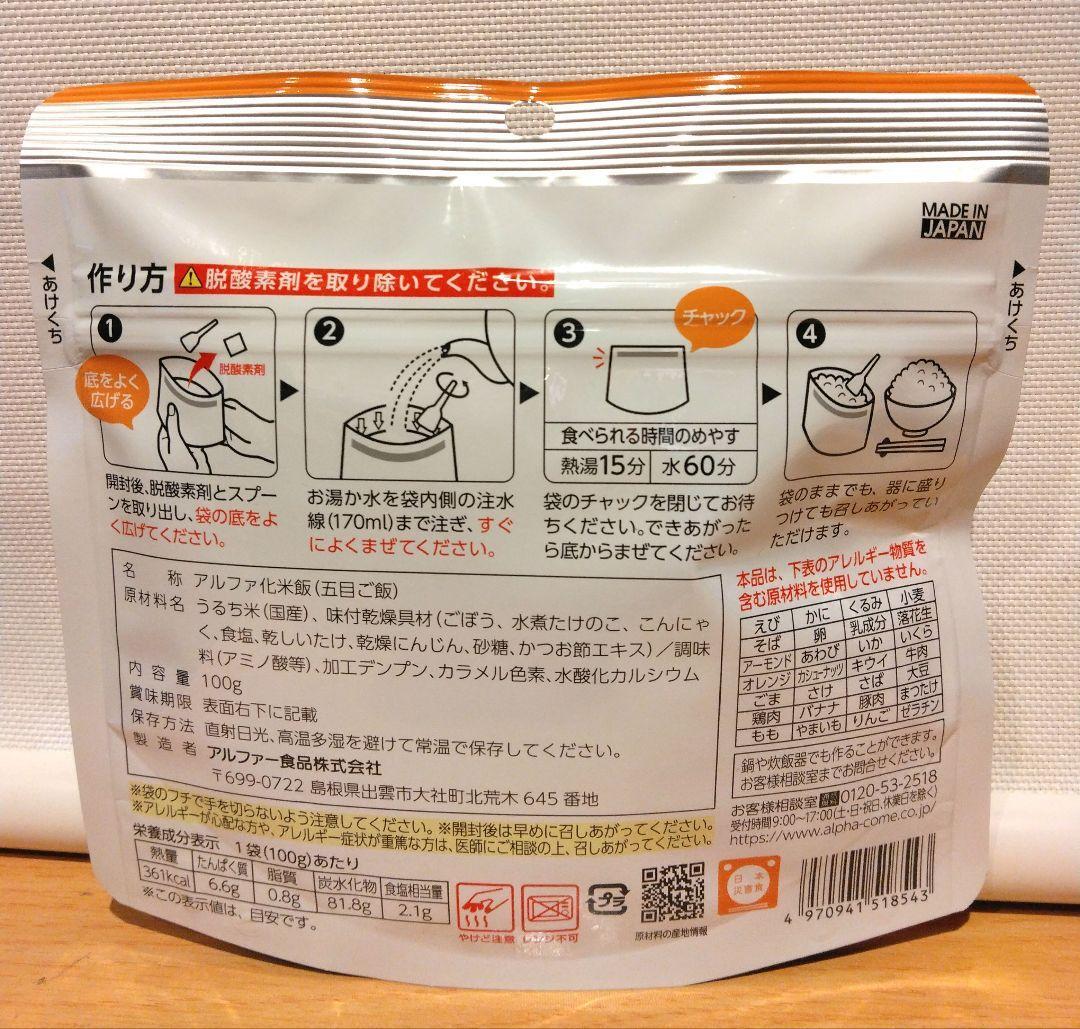 MADE IN
JAPAN
◀あけくち
▶あけくち
作り方 ⚠脱酸素剤を取り除いてください。
1
脱酸素剤
底をよく
広げる
開封後、脱酸素剤とスプー
ンを取り出し、袋の底をよ
く広げてください。
2
お湯か水を袋内側の注水
線(170ml)まで注ぎ、すぐ
によくまぜてください。
3
チャック
食べられる時間のめやす
熱湯15分 水60分
袋のチャックを閉じてお待
ちください。できあがった
ら底からまぜてください。
4
袋のままでも、器に盛り
つけても召しあがってい
ただけます。
名称 アルファ化米飯(五目ご飯)
原材料名 うるち米(国産)、味付乾燥具材(ごぼう、水煮たけのこ、こんにゃ
く、食塩、乾しいたけ、乾燥にんじん、砂糖、かつお節エキス)/調味
料(アミノ酸等)、加工デンプン、カラメル色素、水酸化カルシウム
内容量 100g
賞味期限 表面右下に記載
保存方法 直射日光、高温多湿を避けて常温で保存してください。
製造者 アルファー食品株式会社
〒699-0722 島根県出雲市大社町北荒木645番地
本品は、下表のアレルギー物質を
含む原材料を使用していません。
えび かに くるみ 小麦
そば 卵 乳成分 落花生
アーモンド あわび いか いくら
オレンジ カシューナッツ キウイ 牛肉
ごま さけ さば 大豆
鶏肉 バナナ 豚肉 まつたけ
もも やまいも りんご ゼラチン
鍋や炊飯器でも作ることができます。
お客様相談室までお問合せください。
お客様相談室 0120-53-2518
受付時間9:00〜17:00(土・日・祝日、休業日を除く)
https://www.alpha-come.co.jp/
※袋のフチで手を切らないよう注意してください。※開封後は早めに召しあがってください。
※アレルギーが心配な方や、アレルギー症状が重篤な方は、医師にご相談の上、召しあがってください。
栄養成分表示 1袋(100g)あたり
熱量 たんぱく質 脂質 炭水化物 食塩相当量
361kcal 6.6g 0.8g 81.8g 2.1g
※この表示値は、目安です。
やけど注意
レンジ不可
プラ
原材料の産地情報
日本
災害食
4 970941 518543